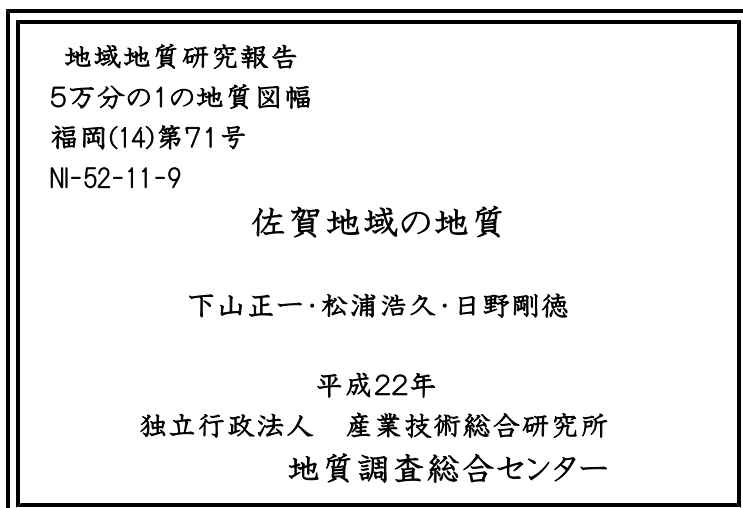 地域地質研究報告
5万分の1の地質図幅
福岡(14)第71号
NI-52-11-9
佐賀地域の地質
下山正一・松浦浩久・日野剛徳
平成22年
独立行政法人　産業技術総合研究所
地質調査総合センター